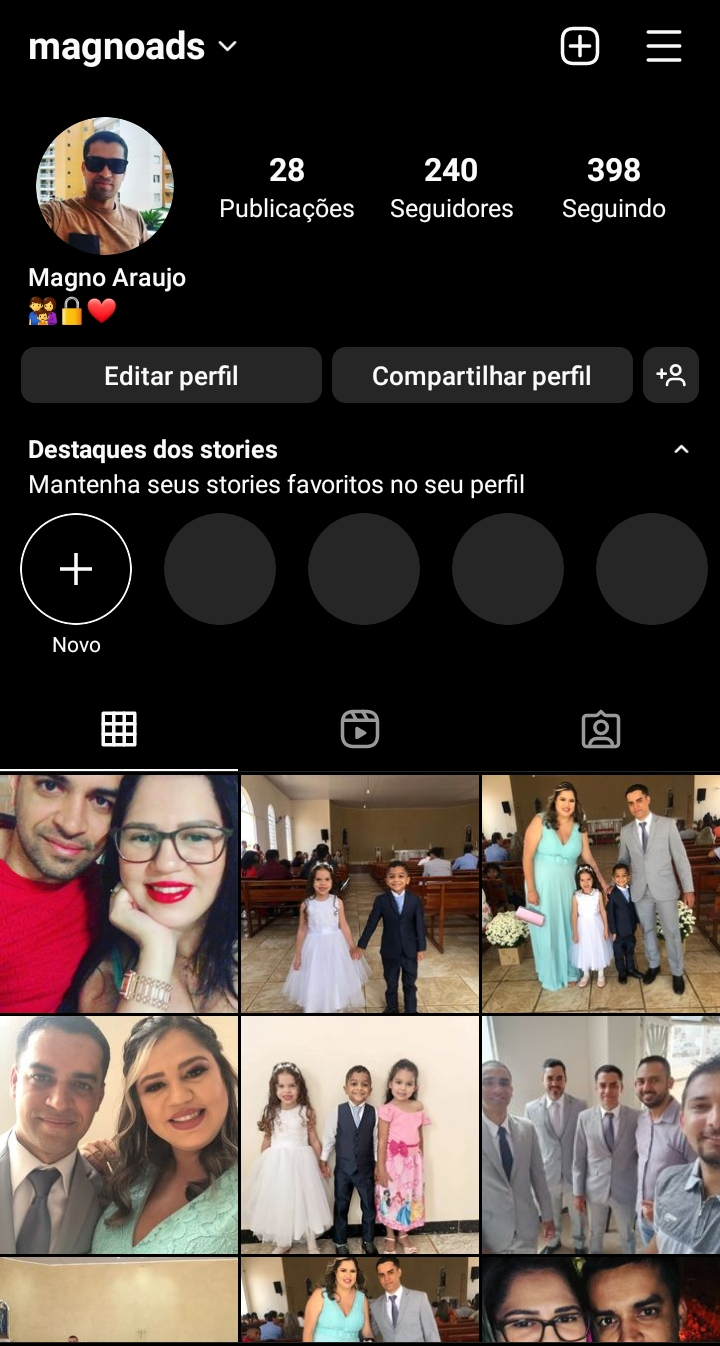 magnoads
28 240 398
Publicações Seguidores Seguindo
Magno Araujo
Editar perfil Compartilhar perfil
Destaques dos stories
Mantenha seus stories favoritos no seu perfil
Novo